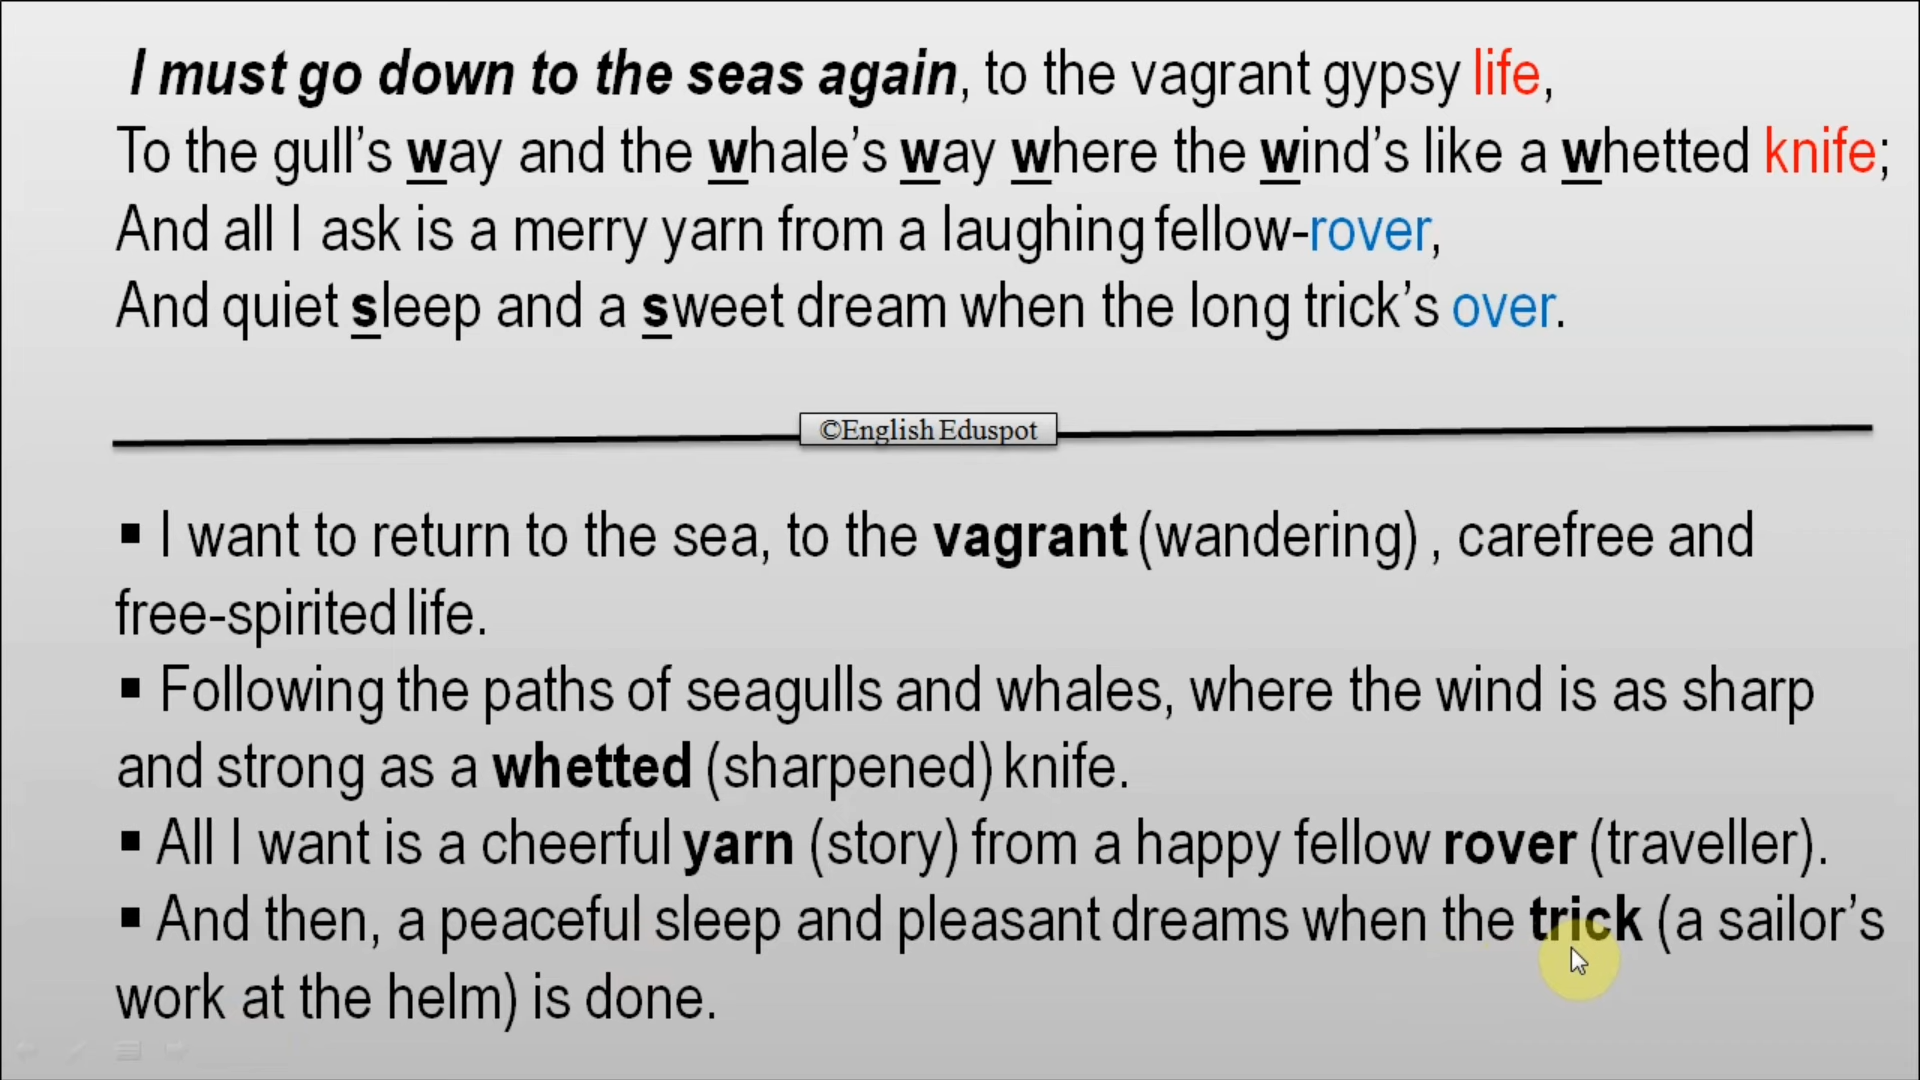 I must go down to the seas again, to the vagrant gypsy life,
To the gull’s way and the whale’s way where the wind’s like a whetted knife;
And all I ask is a merry yarn from a laughing fellow-rover,
And quiet sleep and a sweet dream when the long trick’s over.
©English Eduspot
▪ I want to return to the sea, to the vagrant (wandering) , carefree and
free-spirited life.
▪ Following the paths of seagulls and whales, where the wind is as sharp
and strong as a whetted (sharpened) knife.
▪ All I want is a cheerful yarn (story) from a happy fellow rover (traveller).
▪ And then, a peaceful sleep and pleasant dreams when the trick (a sailor’s
work at the helm) is done.